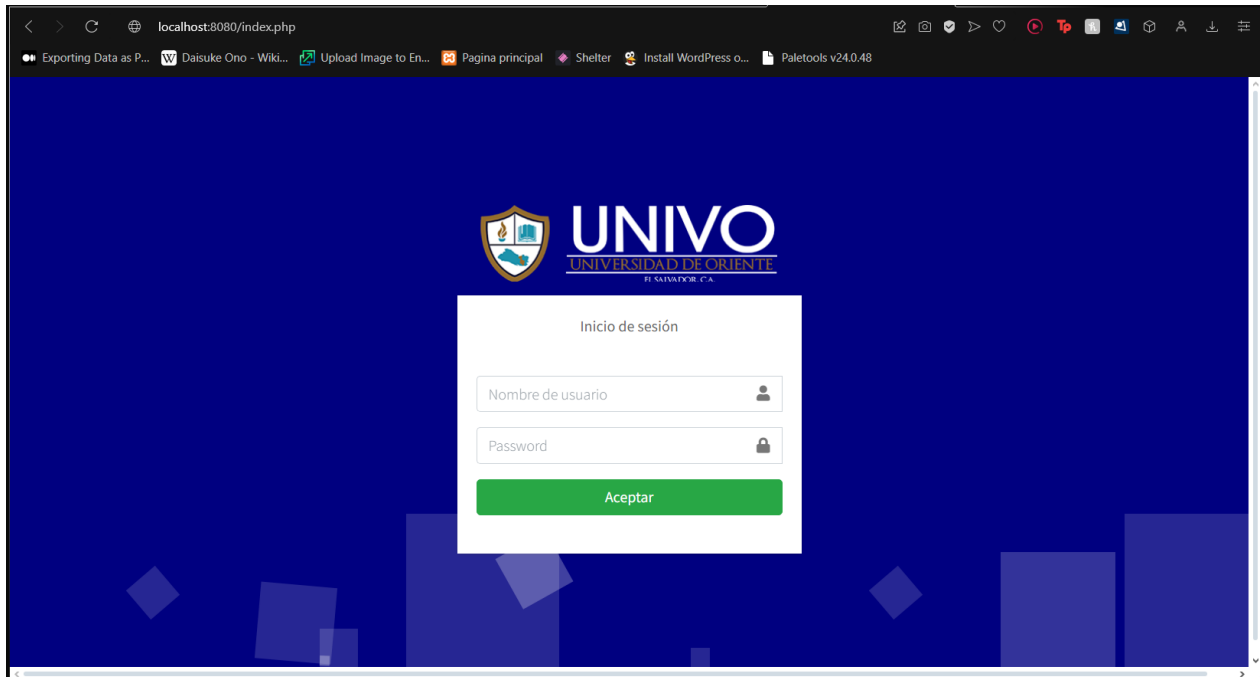 localhost:8080/index.php
Tp
Exporting Data as P... W Daisuke Ono - Wiki... Upload Image to En... Pagina principal Shelter Install WordPress o... Paletools v24.0.48
UNIVO
UNIVERSIDAD DE ORIENTE
EL SALVADOR, C.A.
Inicio de sesión
Nombre de usuario
Password
Aceptar